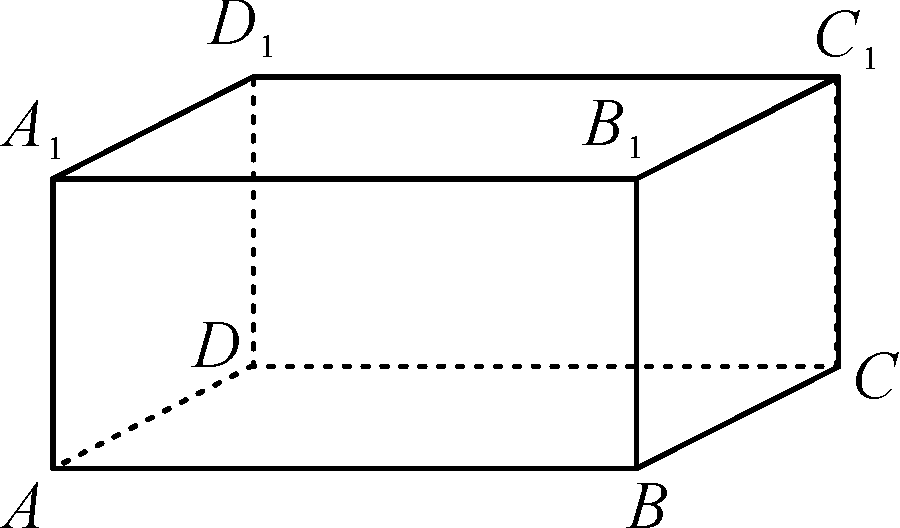 D₁ C₁
A₁ B₁
D C
A B